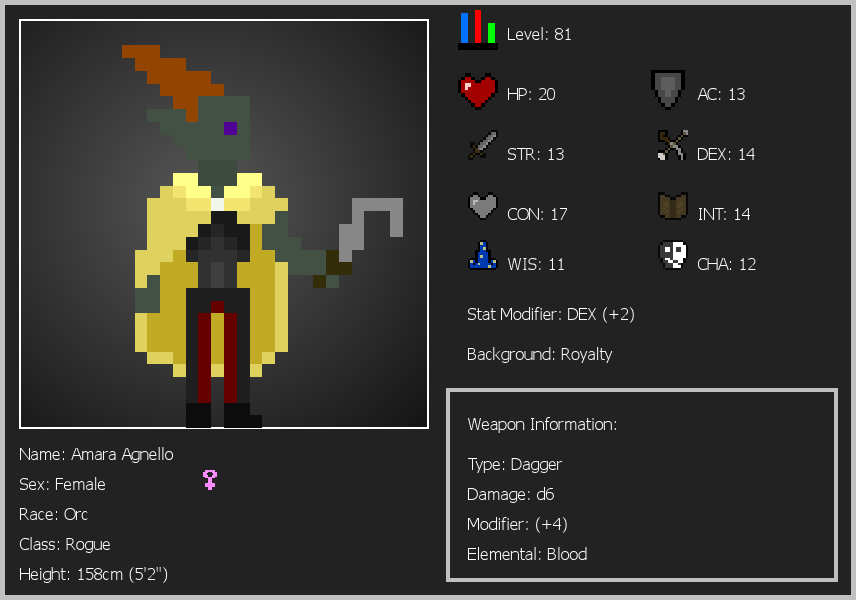 Level: 81
HP: 20
AC: 13
STR: 13
DEX: 14
CON: 17
INT: 14
WIS: 11
CHA: 12
Stat Modifier: DEX (+2)
Background: Royalty
Weapon Information:
Type: Dagger
Damage: d6
Modifier: (+4)
Elemental: Blood
Name: Amara Agnello
Sex: Female
Race: Orc
Class: Rogue
Height: 158cm (5'2")